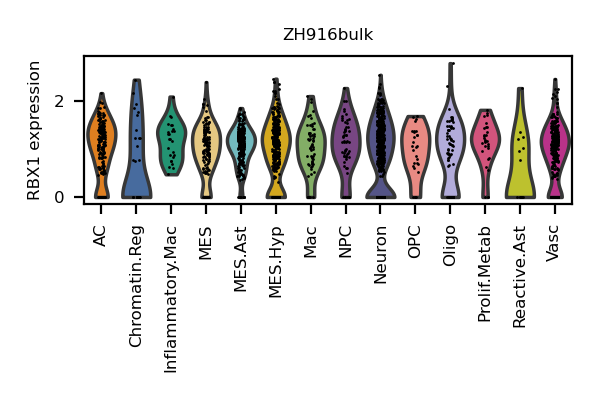 ZH916bulk
RBX1 expression
2
0
AC
Chromatin.Reg
Inflammatory.Mac
MES
MES.Ast
MES.Hyp
Mac
NPC
Neuron
OPC
Oligo
Prolif.Metab
Reactive.Ast
Vasc